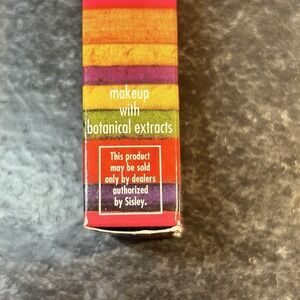 makeup
with
botanical extracts
This product
may be sold
only by dealers
authorized
by Sisley.